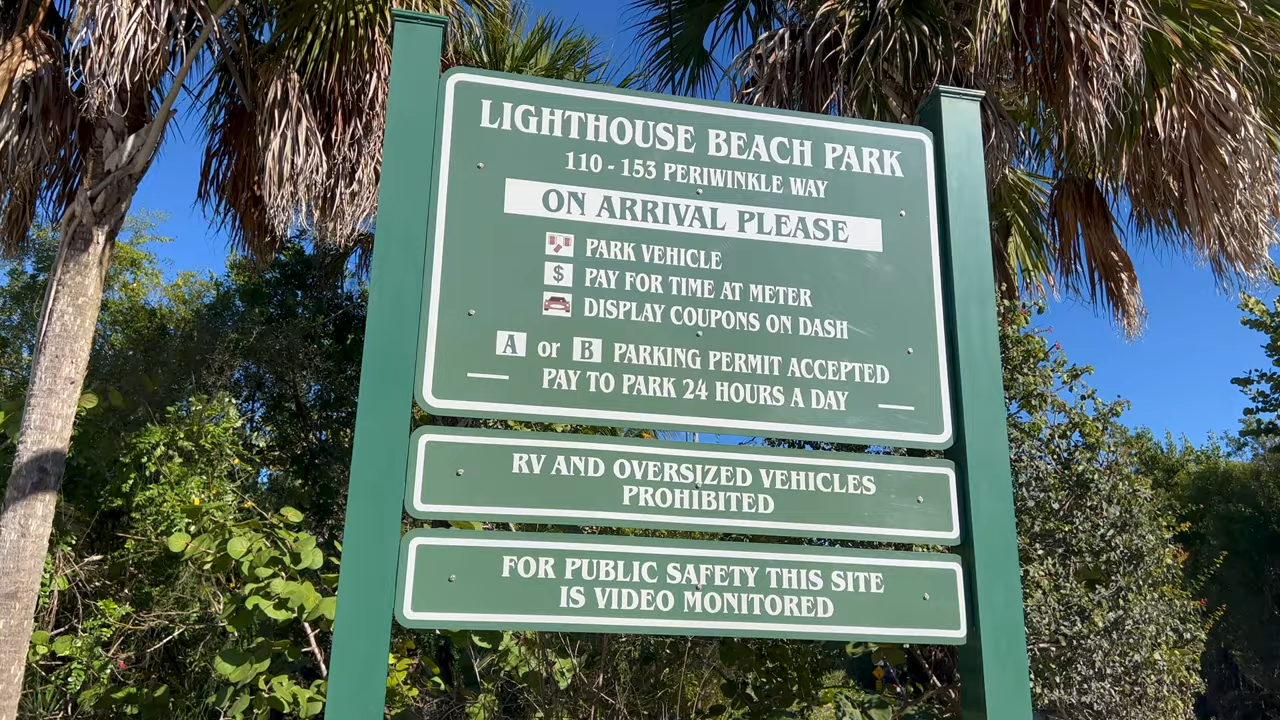 LIGHTHOUSE BEACH PARK
110 - 153 PERIWINKLE WAY
ON ARRIVAL PLEASE
PARK VEHICLE
$ PAY FOR TIME AT METER
DISPLAY COUPONS ON DASH
A or B PARKING PERMIT ACCEPTED
PAY TO PARK 24 HOURS A DAY
RV AND OVERSIZED VEHICLES
PROHIBITED
FOR PUBLIC SAFETY THIS SITE
IS VIDEO MONITORED